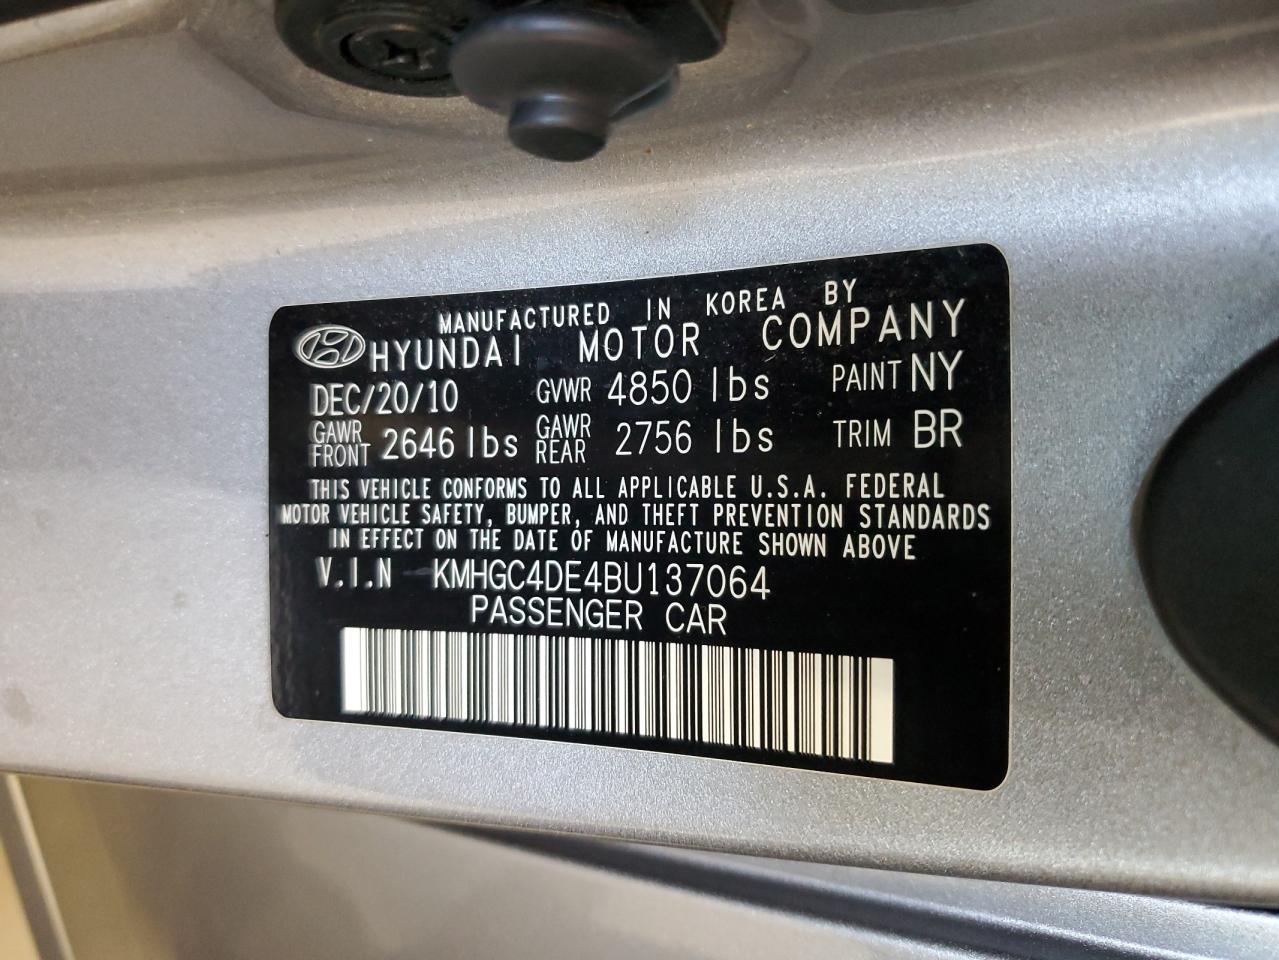 MANUFACTURED IN KOREA BY
HYUNDAI MOTOR COMPANY
DEC/20/10 GVWR 4850 lbs PAINT NY
GAWR FRONT 2646 lbs GAWR REAR 2756 lbs TRIM BR
THIS VEHICLE CONFORMS TO ALL APPLICABLE U.S.A. FEDERAL
MOTOR VEHICLE SAFETY, BUMPER, AND THEFT PREVENTION STANDARDS
IN EFFECT ON THE DATE OF MANUFACTURE SHOWN ABOVE
V.I.N KMHGC4DE4BU137064
PASSENGER CAR